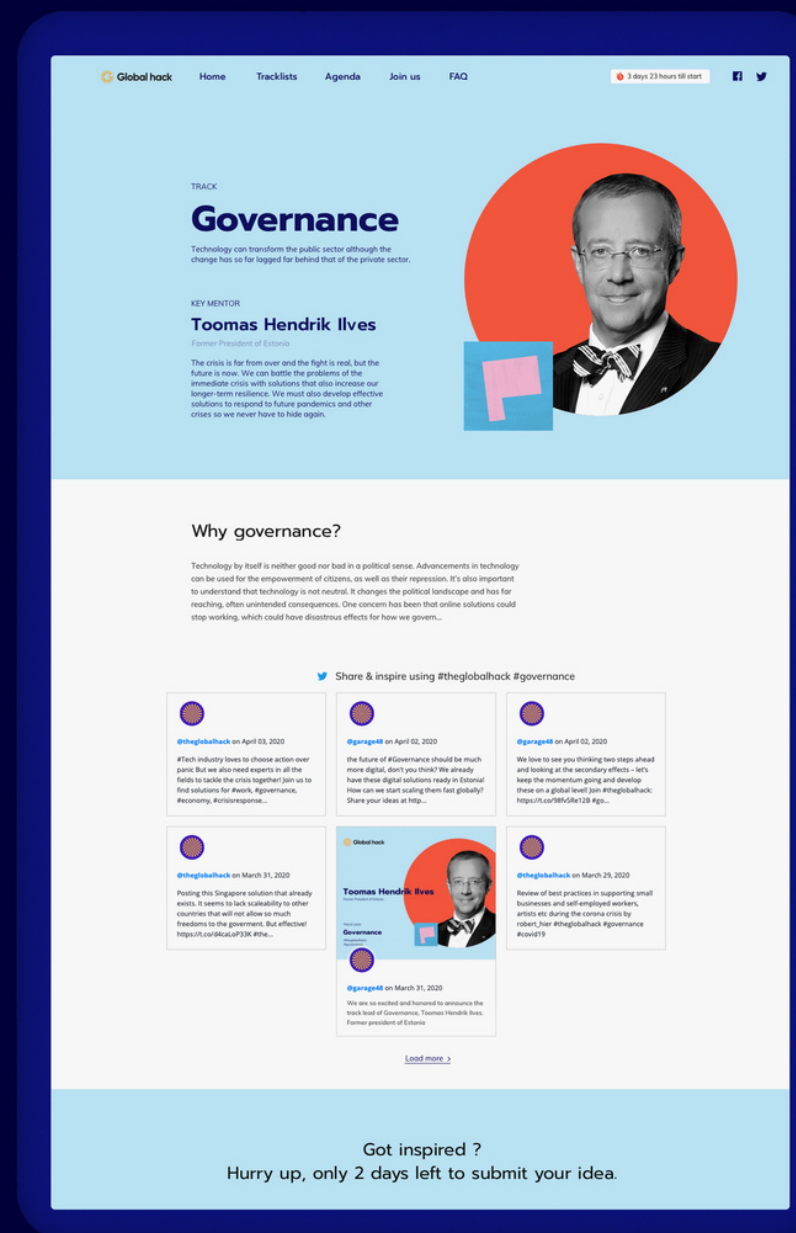 Global hack
Home
Tracklists
Agenda
Join us
FAQ
3 days 23 hours till start
TRACK
Governance
Technology can transform the public sector although the
change has so far lagged far behind that of the private sector.
KEY MENTOR
Toomas Hendrik Ilves
Former President of Estonia
The crisis is far from over and the fight is real, but the
future is now. We can battle the problems of the
immediate crisis with solutions that also increase our
longer-term resilience. We must also develop effective
solutions to respond to future pandemics and other
crises so we never have to hide again.
Why governance?
Technology by itself is neither good nor bad in a political sense. Advancements in technology
can be used for the empowerment of citizens, as well as their repression. It's also important
to understand that technology is not neutral. It changes the political landscape and has far
reaching, often unintended consequences. One concern has been that online solutions could
stop working, which could have disastrous effects for how we govern...
Share & inspire using #theglobalhack #governance
@theglobalhack on April 03, 2020
#Tech industry loves to choose action over
panic But we also need experts in all the
fields to tackle the crisis together! Join us to
find solutions for #work, #governance,
#economy, #crisisresponse...
@garage48 on April 02, 2020
the future of #Governance should be much
more digital, don't you think? We already
have these digital solutions ready in Estonia!
How can we start scaling them fast globally?
Share your ideas at http...
@garage48 on April 02, 2020
We love to see you thinking two steps ahead
and looking at the secondary effects – let's
keep the momentum going and develop
these on a global level! Join #theglobalhack:
https://t.co/98fvSRe12B #go...
@theglobalhack on March 31, 2020
Posting this Singapore solution that already
exists. It seems to lack scaleability to other
countries that will not allow so much
freedoms to the goverment. But effective!
https://t.co/d4caLoP33K #the...
Global hack
Toomas Hendrik Ilves
Former President of Estonia
Governance
@garage48 on March 31, 2020
We are so excited and honored to announce the
track lead of Governance, Toomas Hendrik Ilves.
Former president of Estonia
@theglobalhack on March 29, 2020
Review of best practices in supporting small
businesses and self-employed workers,
artists etc during the corona crisis by
robert_hier #theglobalhack #governance
#covid19
Load more
Got inspired ?
Hurry up, only 2 days left to submit your idea.